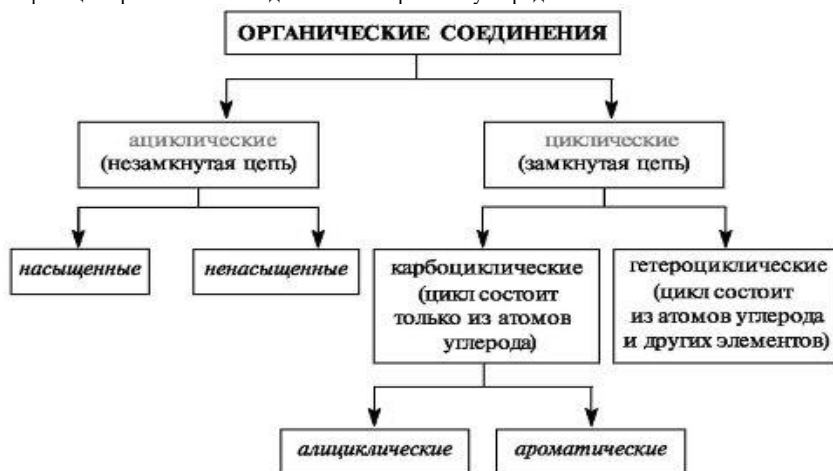 ОРГАНИЧЕСКИЕ СОЕДИНЕНИЯ
ациклические
(незамкнутая цепь)
циклические
(замкнутая цепь)
насыщенные
ненасыщенные
карбоциклические
(цикл состоит
только из атомов
углерода)
гетероциклические
(цикл состоит
из атомов углерода
и других элементов)
алициклические
ароматические